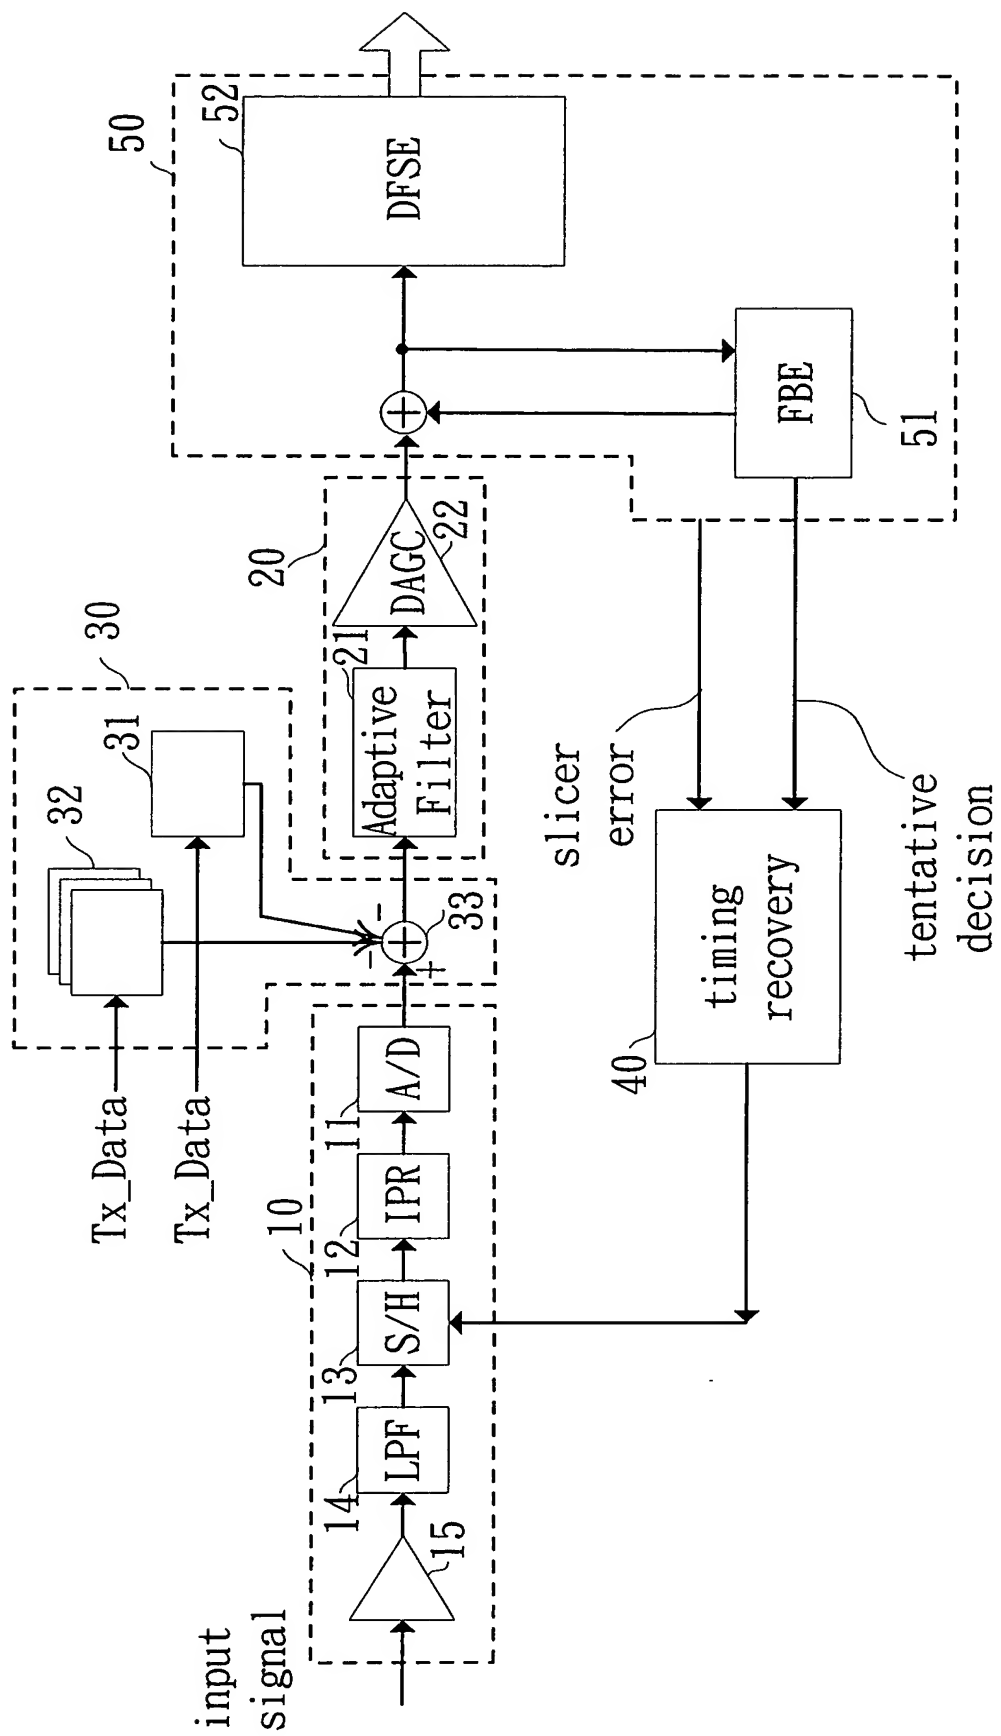 input
signal
15
14
LPF
13
S/H
12
IPR
11
A/D
10
Tx_Data
Tx_Data
32
31
30
-
-
+
33
21
Adaptive
Filter
DAGC
22
20
50
52
DFSE
FBE
51
slicer
error
tentative
decision
40
timing
recovery